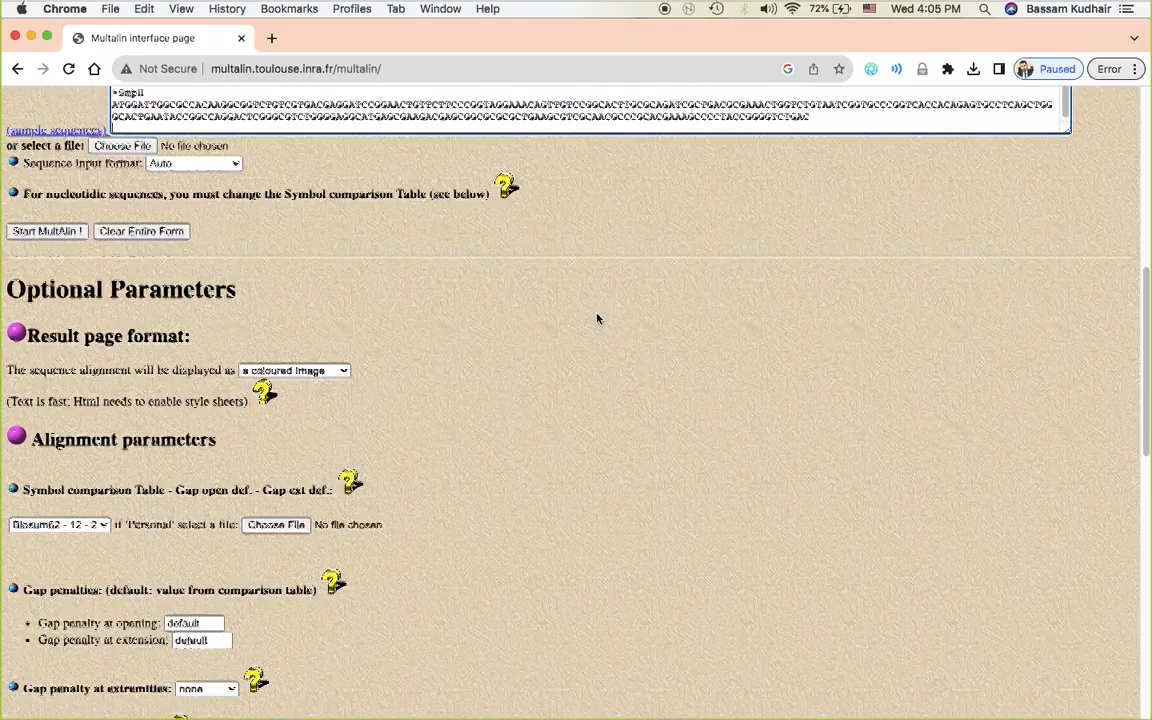 Chrome File Edit View History Bookmarks Profiles Tab Window Help 72% Wed 4:05 PM Bassam Kudhair
Multalin interface page
Not Secure multalin.toulouse.inra.fr/multalin/ Paused Error
(sample sequences)
or select a file: Choose File No file chosen
Sequence input format: Auto
For nucleotidic sequences, you must change the Symbol comparison Table (see below)
Start MultAlin ! Clear Entire Form
Optional Parameters
Result page format:
The sequence alignment will be displayed as a coloured image
(Text is fast; Html needs to enable style sheets)
Alignment parameters
Symbol comparison Table - Gap open def. - Gap ext def.:
Blosum62 - 12 - 2 if 'Personal' select a file: Choose File No file chosen
Gap penalties: (default: value from comparison table)
Gap penalty at opening: default
Gap penalty at extension: default
Gap penalty at extremities: none